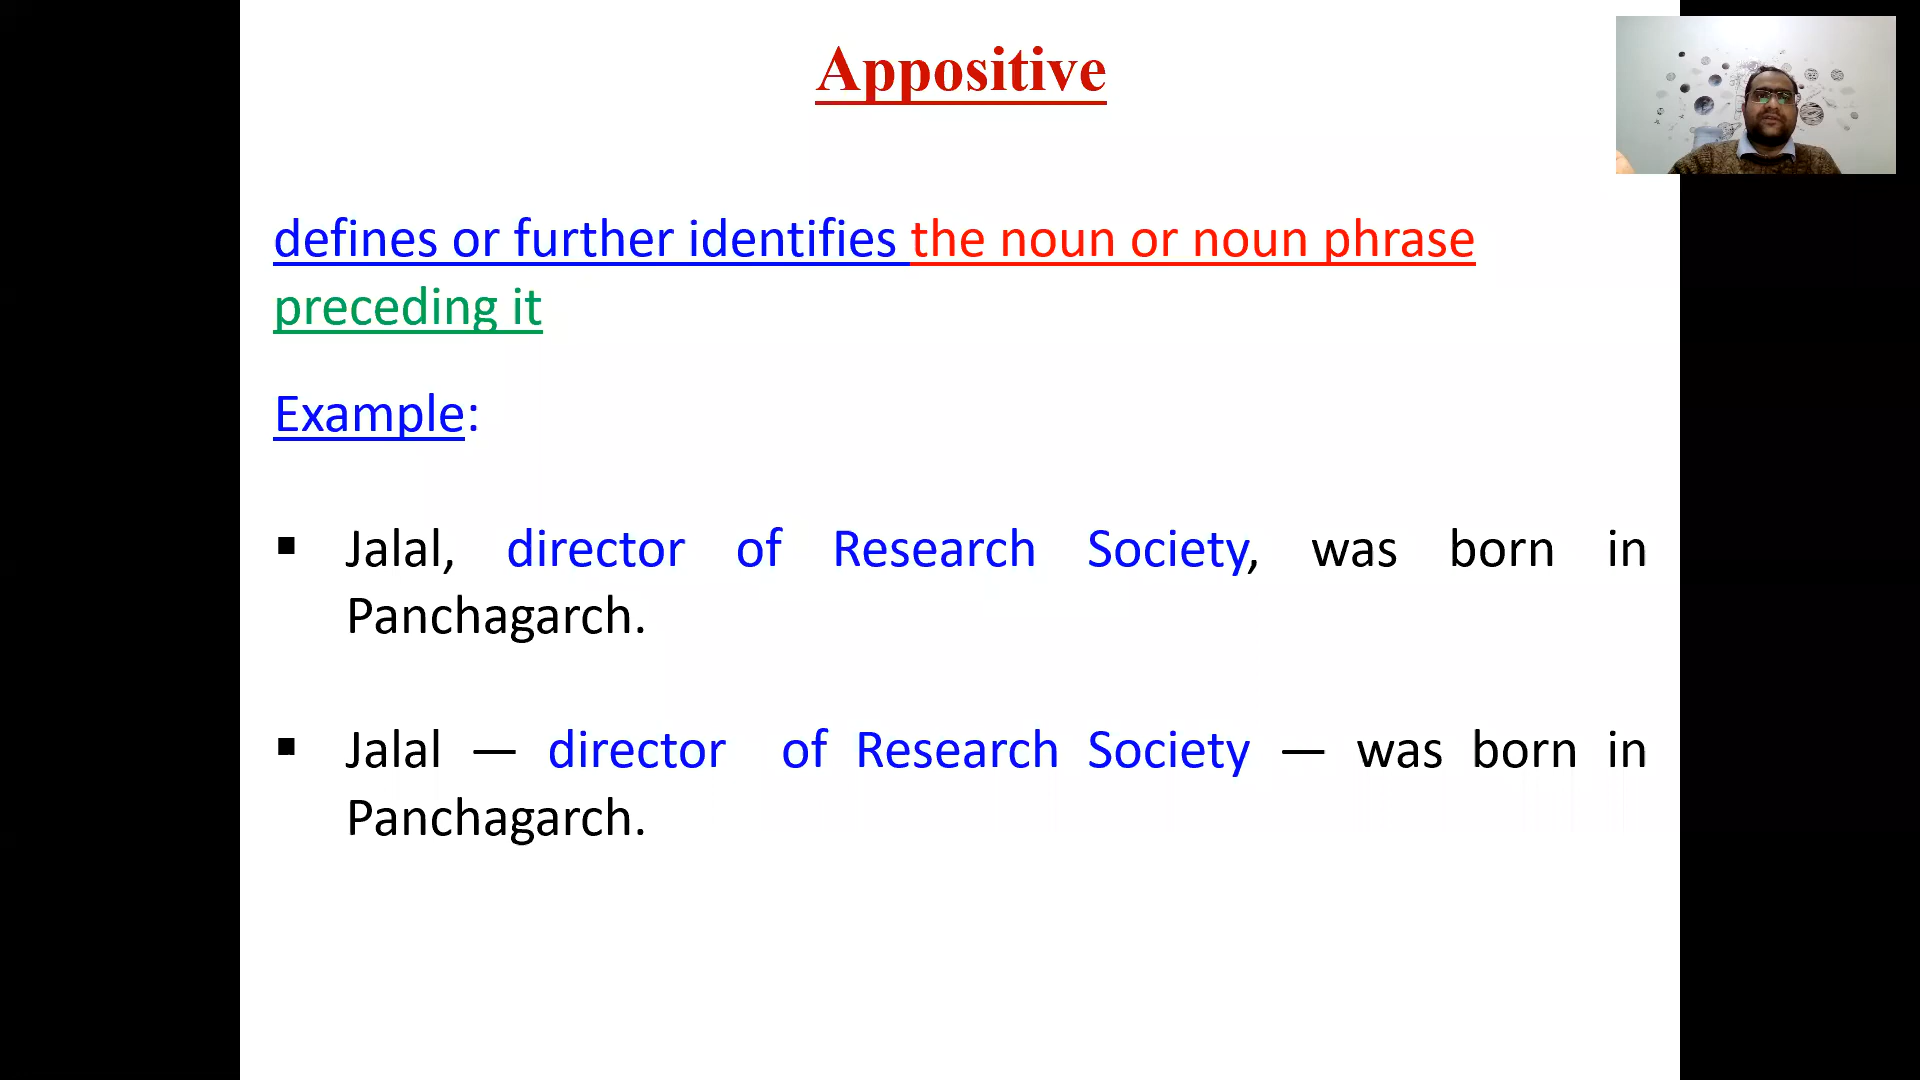 Appositive
defines or further identifies the noun or noun phrase
preceding it
Example:
▪ Jalal, director of Research Society, was born in
Panchagarch.
▪ Jalal — director of Research Society — was born in
Panchagarch.